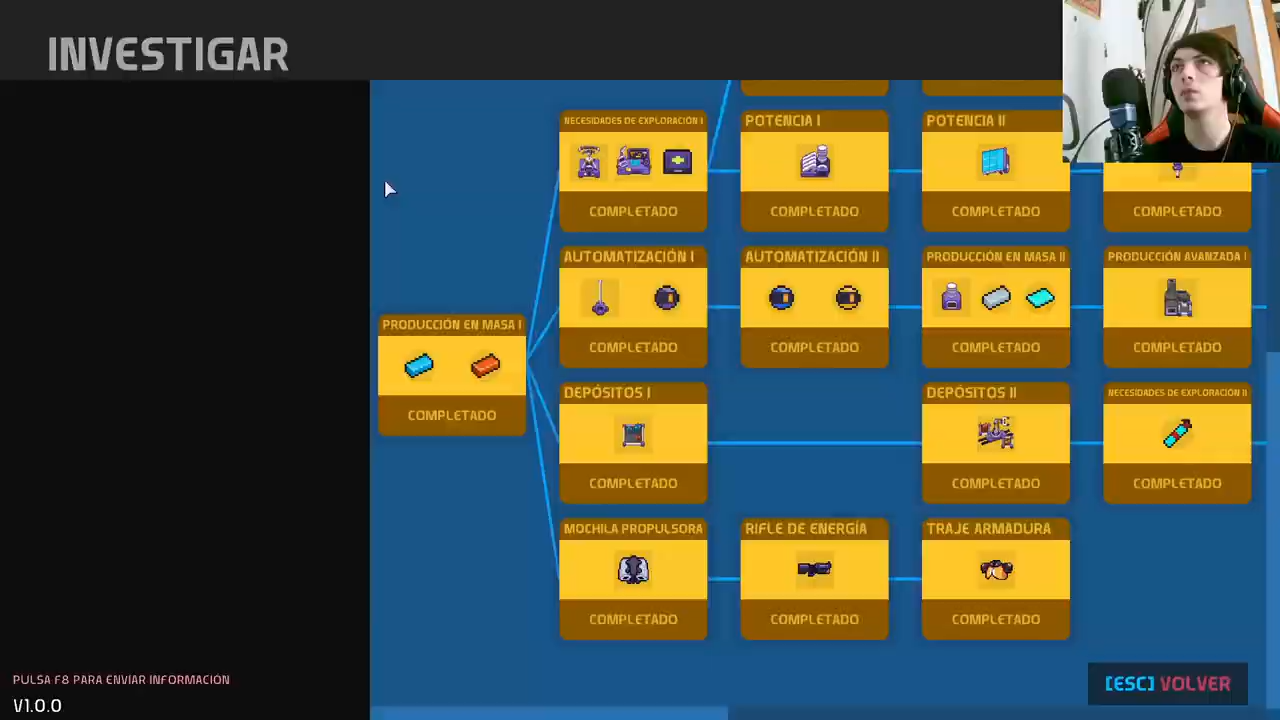 INVESTIGAR
NECESIDADES DE EXPLORACIÓN I
POTENCIA I
POTENCIA II
COMPLETADO
COMPLETADO
COMPLETADO
COMPLETADO
AUTOMATIZACIÓN I
AUTOMATIZACIÓN II
PRODUCCIÓN EN MASA II
PRODUCCIÓN AVANZADA I
COMPLETADO
COMPLETADO
COMPLETADO
COMPLETADO
PRODUCCIÓN EN MASA I
COMPLETADO
DEPÓSITOS I
DEPÓSITOS II
NECESIDADES DE EXPLORACIÓN II
COMPLETADO
COMPLETADO
COMPLETADO
MOCHILA PROPULSORA
RIFLE DE ENERGÍA
TRAJE ARMADURA
COMPLETADO
COMPLETADO
COMPLETADO
PULSA F8 PARA ENVIAR INFORMACIÓN
V1.0.0
[ESC] VOLVER